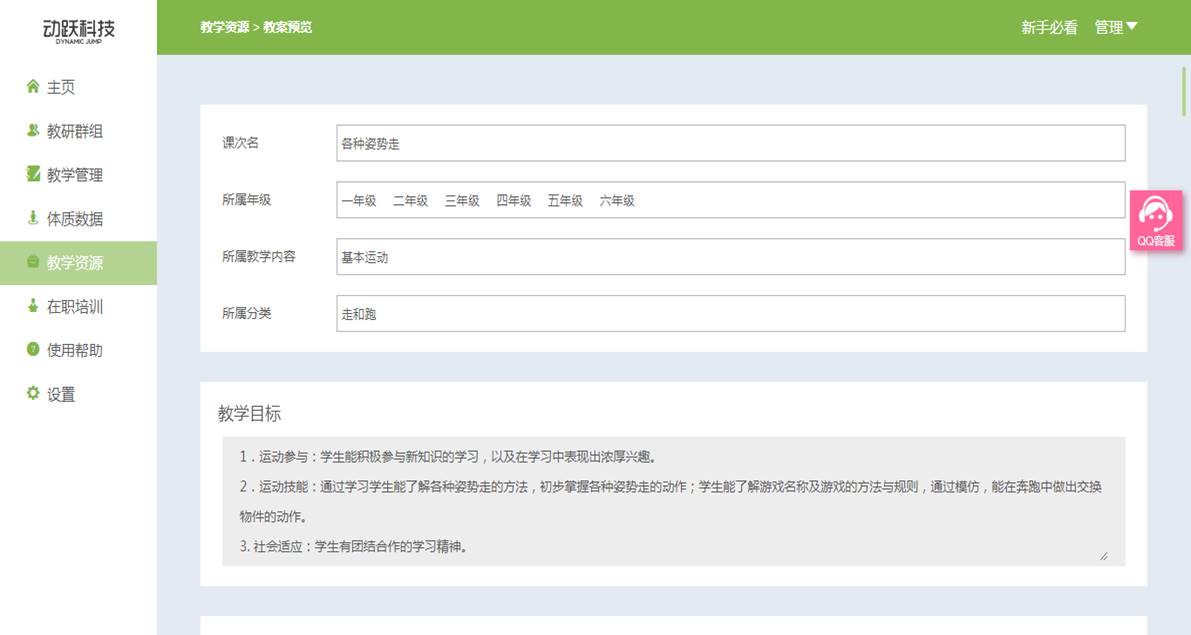 动跃科技
DYNAMIC JUMP
教学资源 > 教案预览
新手必看 管理
主页
教研群组
教学管理
体质数据
教学资源
在职培训
使用帮助
设置
课次名 各种姿势走
所属年级 一年级 二年级 三年级 四年级 五年级 六年级
所属教学内容 基本运动
所属分类 走和跑
QQ客服
教学目标
1．运动参与：学生能积极参与新知识的学习，以及在学习中表现出浓厚兴趣。
2．运动技能：通过学习学生能了解各种姿势走的方法，初步掌握各种姿势走的动作；学生能了解游戏名称及游戏的方法与规则，通过模仿，能在奔跑中做出交换
物件的动作。
3. 社会适应：学生有团结合作的学习精神。